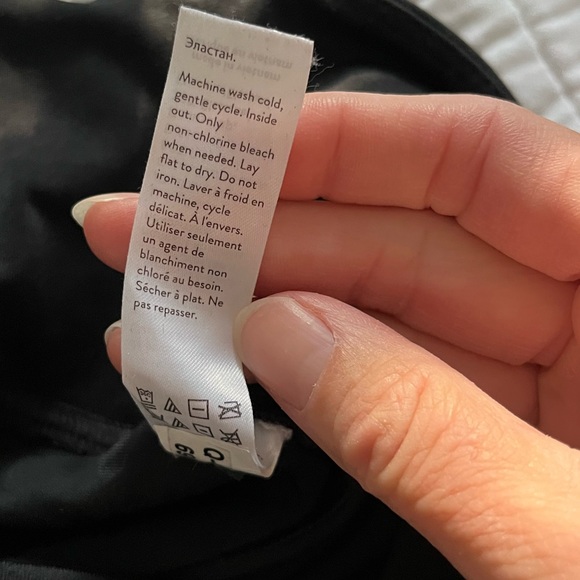 Эластан.
Machine wash cold,
gentle cycle. Inside
out. Only
non-chlorine bleach
when needed. Lay
flat to dry. Do not
iron. Laver à froid en
machine, cycle
délicat. À l'envers.
Utiliser seulement
un agent de
blanchiment non
chloré au besoin.
Sécher à plat. Ne
pas repasser.